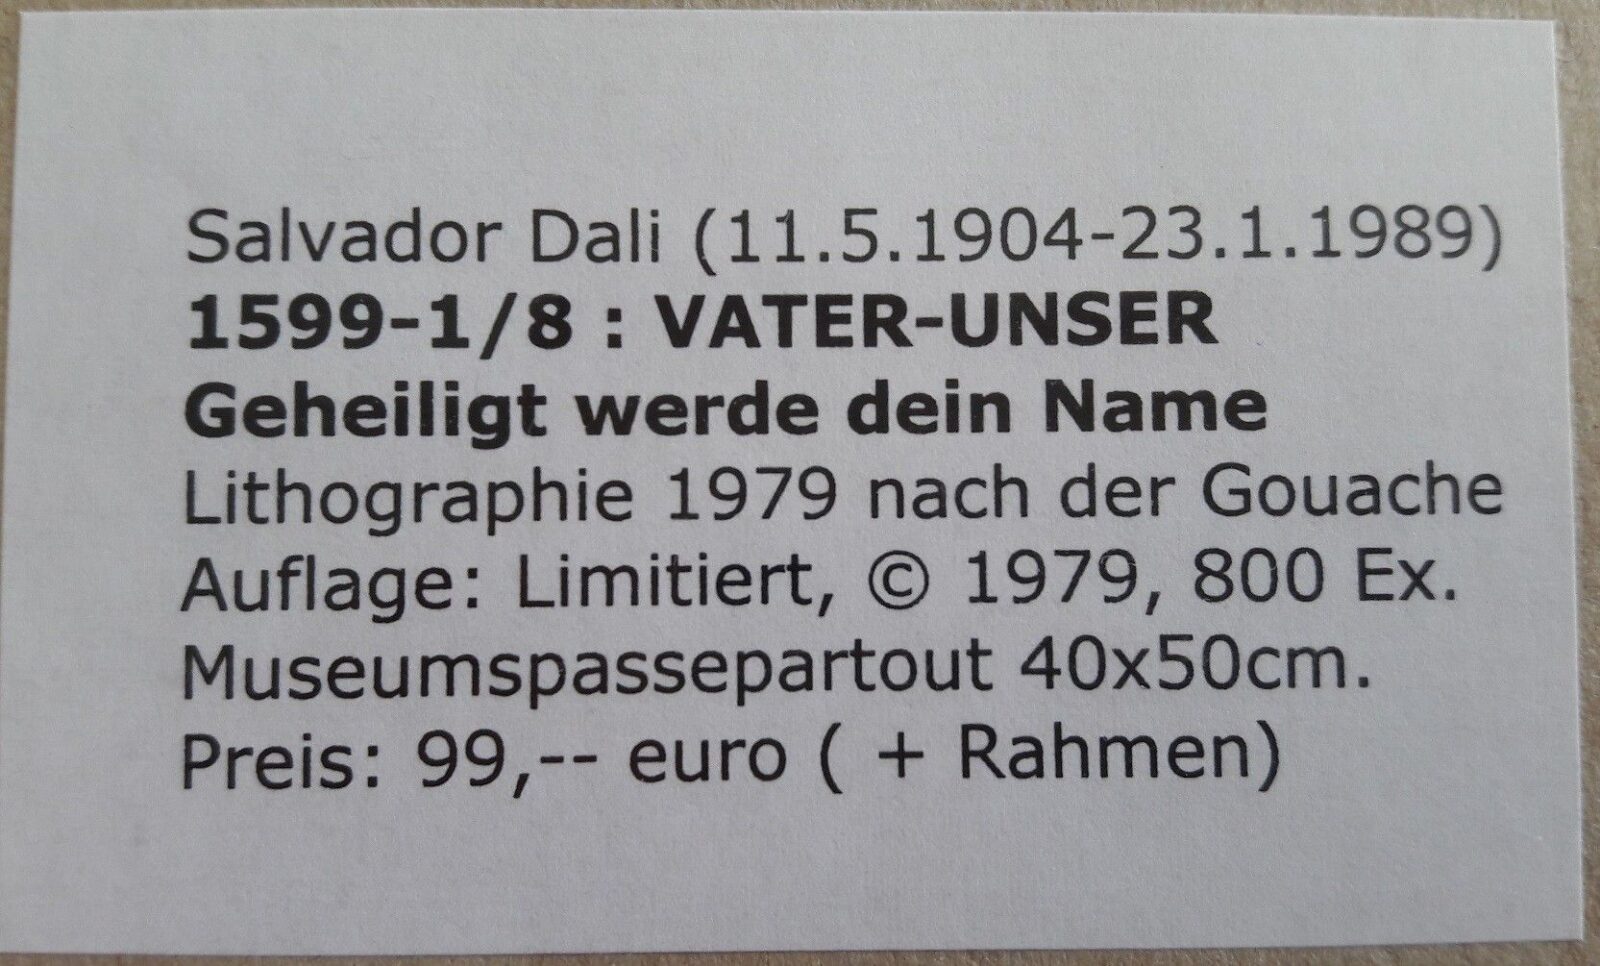 Salvador Dali (11.5.1904-23.1.1989)
1599-1/8 : VATER-UNSER
Geheiligt werde dein Name
Lithographie 1979 nach der Gouache
Auflage: Limitiert, © 1979, 800 Ex.
Museumspassepartout 40x50cm.
Preis: 99,-- euro ( + Rahmen)